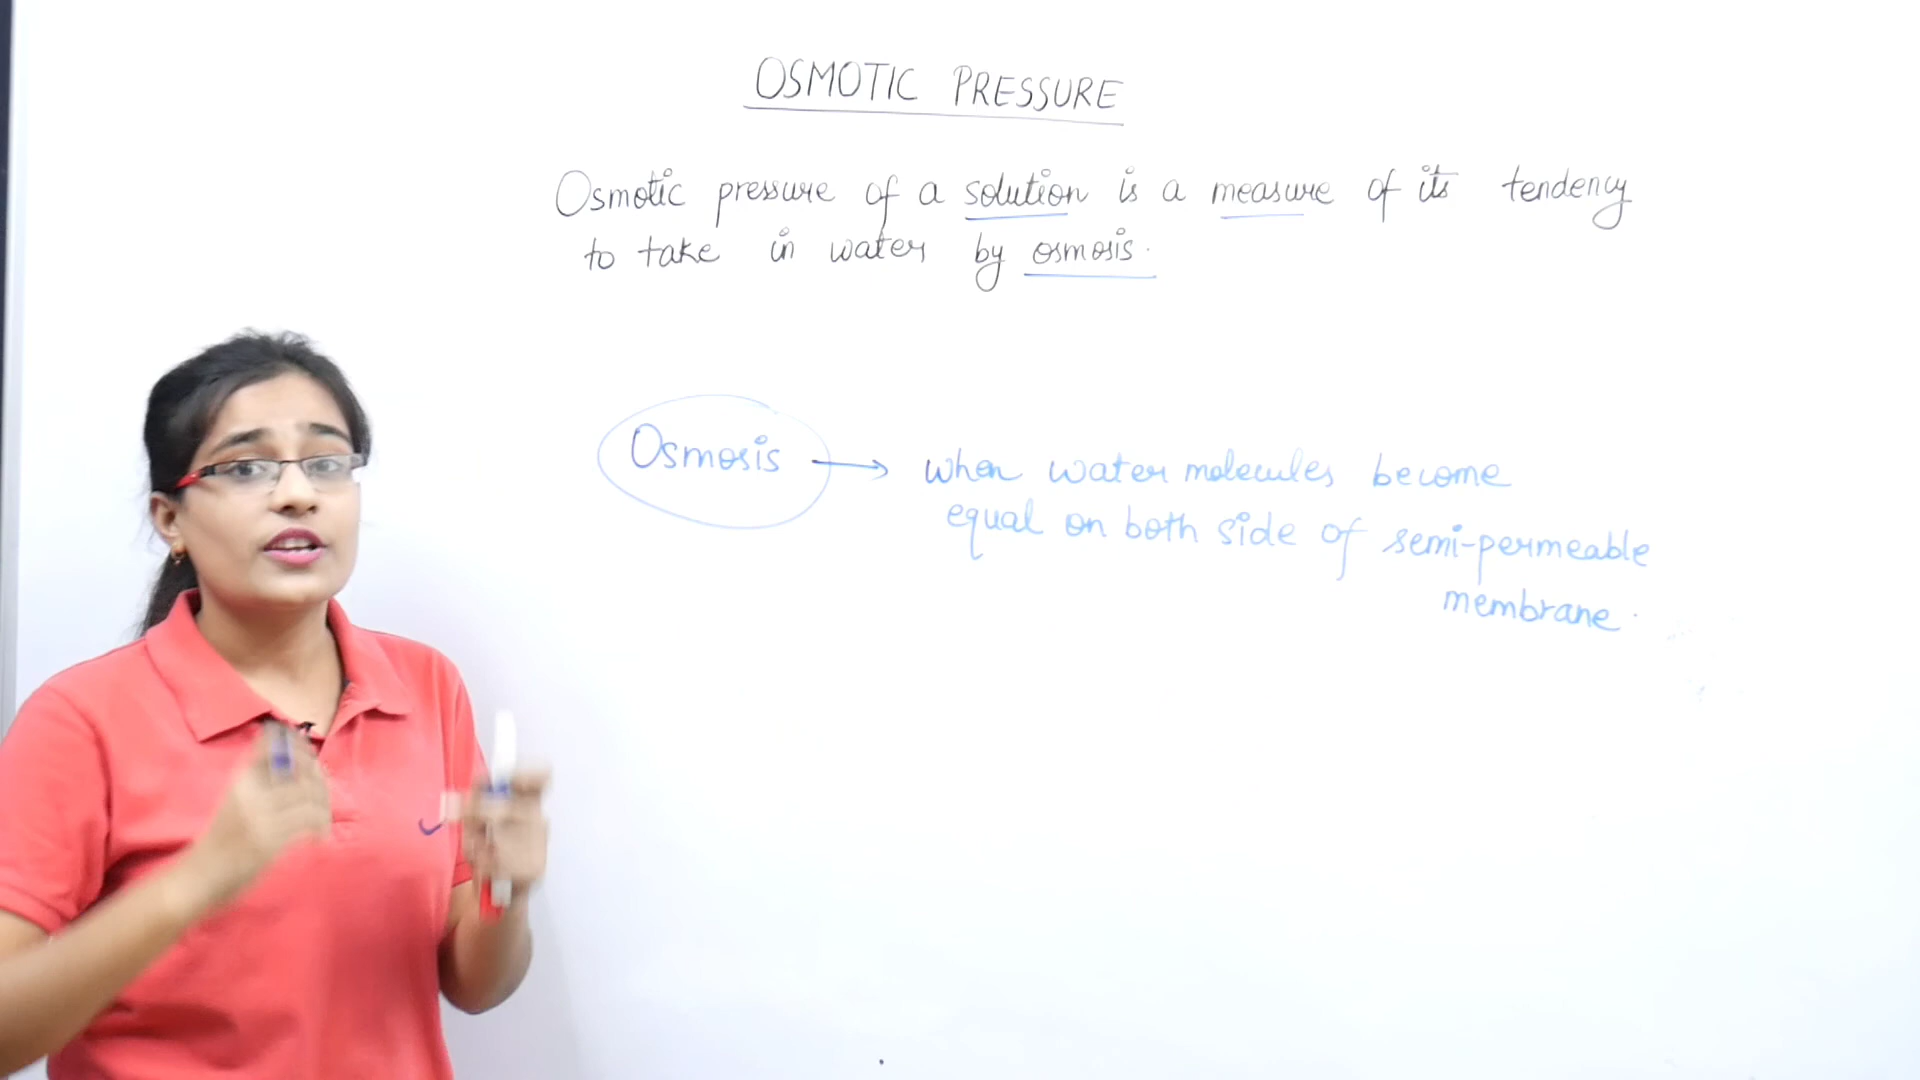 OSMOTIC PRESSURE
Osmotic pressure of a solution is a measure of its tendency
to take in water by osmosis.
Osmosis → when water molecules become
equal on both side of semi-permeable
membrane.